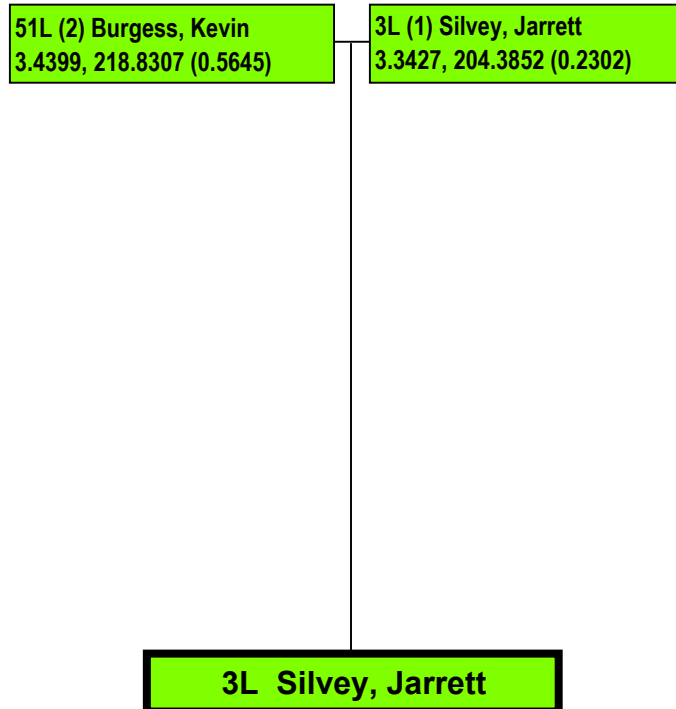 51L (2) Burgess, Kevin
3.4399, 218.8307 (0.5645)
3L (1) Silvey, Jarrett
3.3427, 204.3852 (0.2302)
3L Silvey, Jarrett